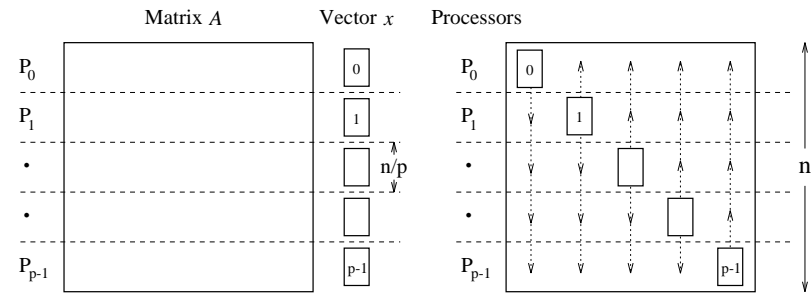 Matrix A Vector x Processors
P0 0 P0 0
P1 1 P1 1
n/p n
Pp-1 p-1 Pp-1 p-1